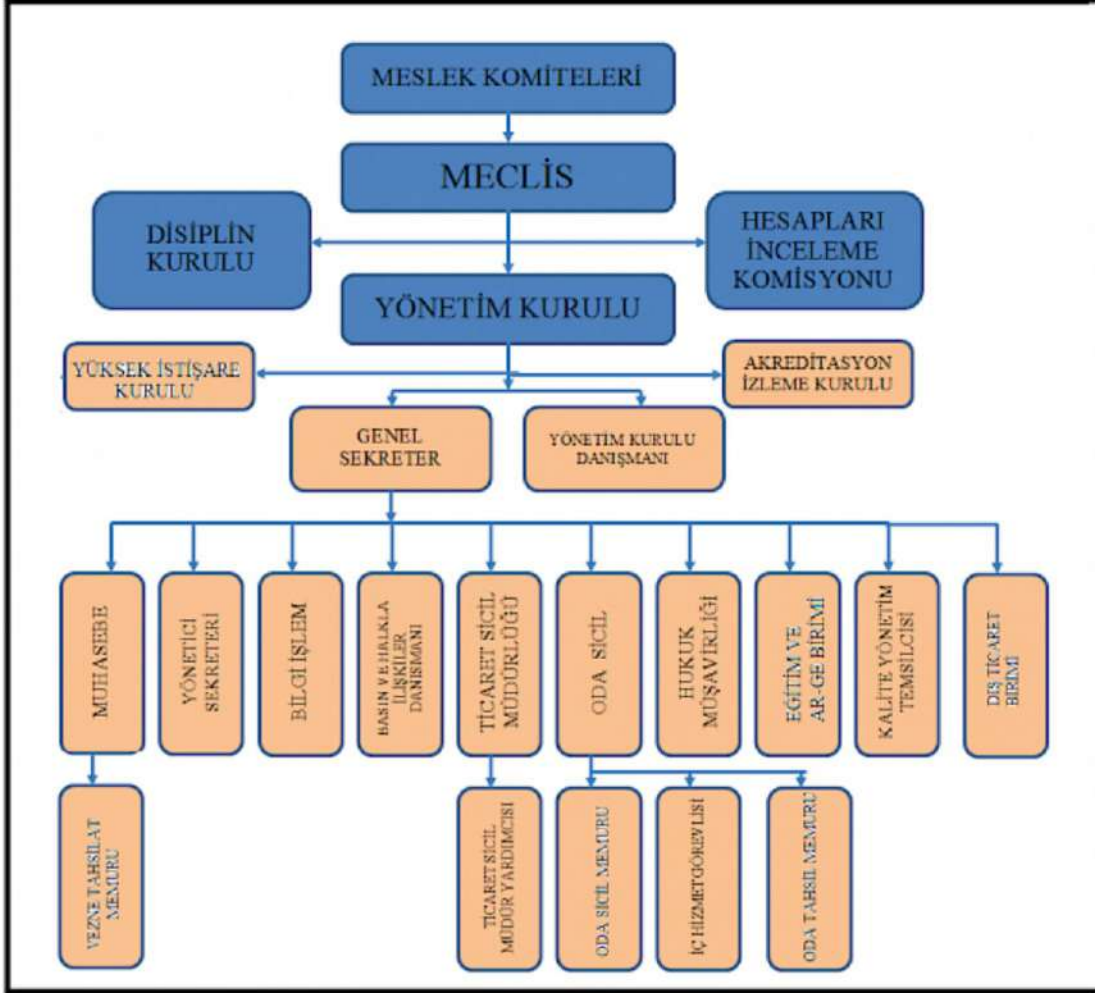 MESLEK KOMİTELERİ
MECLİS
DİSİPLİN
KURULU
HESAPLARI
İNCELEME
KOMİSYONU
YÖNETİM KURULU
YÜKSEK İSTİŞARE
KURULU
AKREDİTASYON
İZLEME KURULU
GENEL
SEKRETER
YÖNETİM KURULU
DANIŞMANI
MUHASEBE
YÖNETİCİ
SEKRETERİ
BİLGİ İŞLEM
BASIN VE HALKLA
İLİŞKİLER
DANISMANI
TİCARET SİCİL
MÜDÜRLÜĞÜ
ODA SİCİL
HUKUK
MÜŞAVİRLİĞİ
EĞİTİM VE
AR-GE BİRİMİ
KALİTE YÖNETİM
TEMSİLCİSİ
DIŞ TİCARET
BİRİMİ
VEZNE TAHSİLAT
MEMURU
TİCARET SİCİL
MÜDÜR YARDIMCISI
ODA SİCİL MEMURU
İÇ HİZMET GÖREVLİSİ
ODA TAHSİL MEMURU